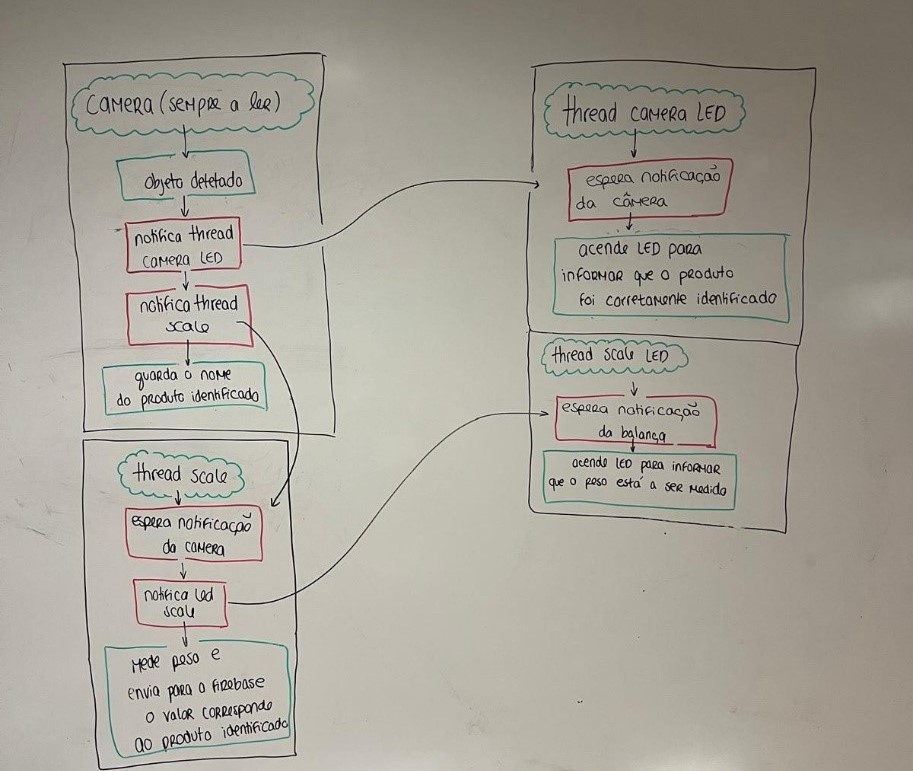 CAMERA (SEMPRE A LER)
objeto detetado
notifica thread
CAMERA LED
notifica thread
scale
guarda o nome
do produto identificado
thread scale
espera notificação
da CAMERA
notifica led
scale
Mede peso e
envia para o firebase
o valor corresponde
ao produto identificado
thread CAMERA LED
espera notificação
da CÂMERA
acende LED para
informar que o produto
foi corretamente identificado
thread scale LED
espera notificação
da balança
acende LED para informar
que o peso está a ser medido